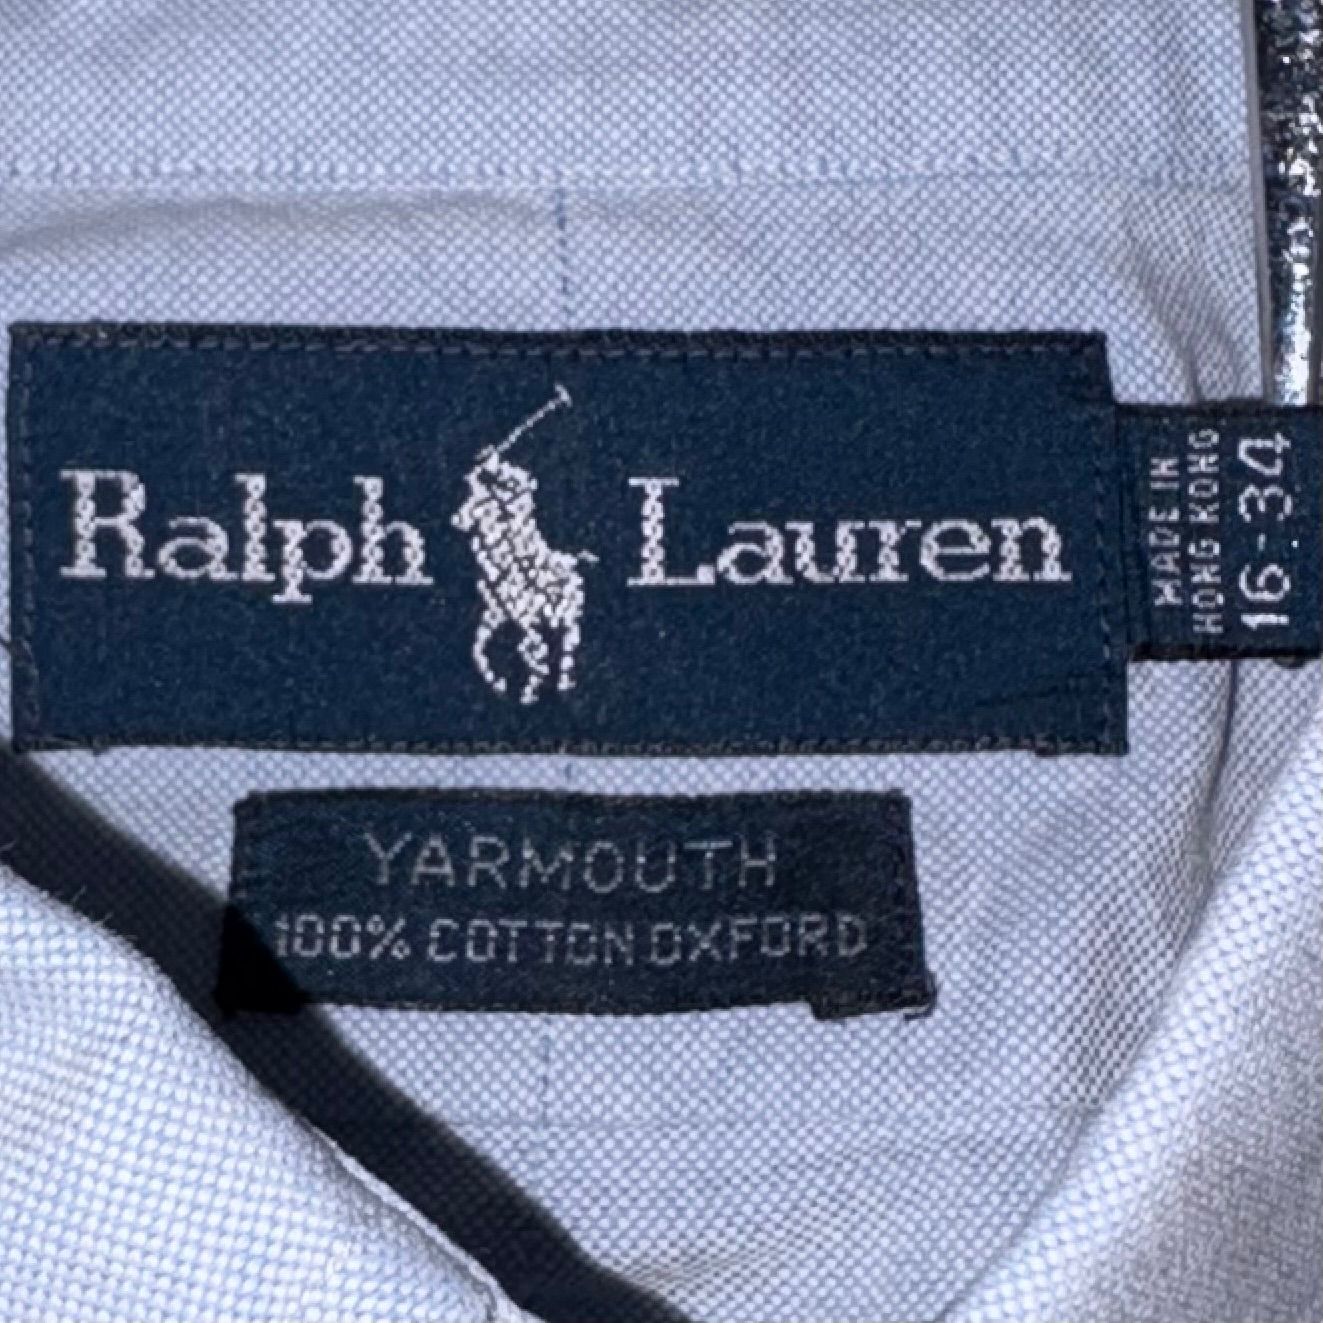 Ralph Lauren
MADE IN
HONG KONG
16-34
YARMOUTH
100% COTTON OXFORD